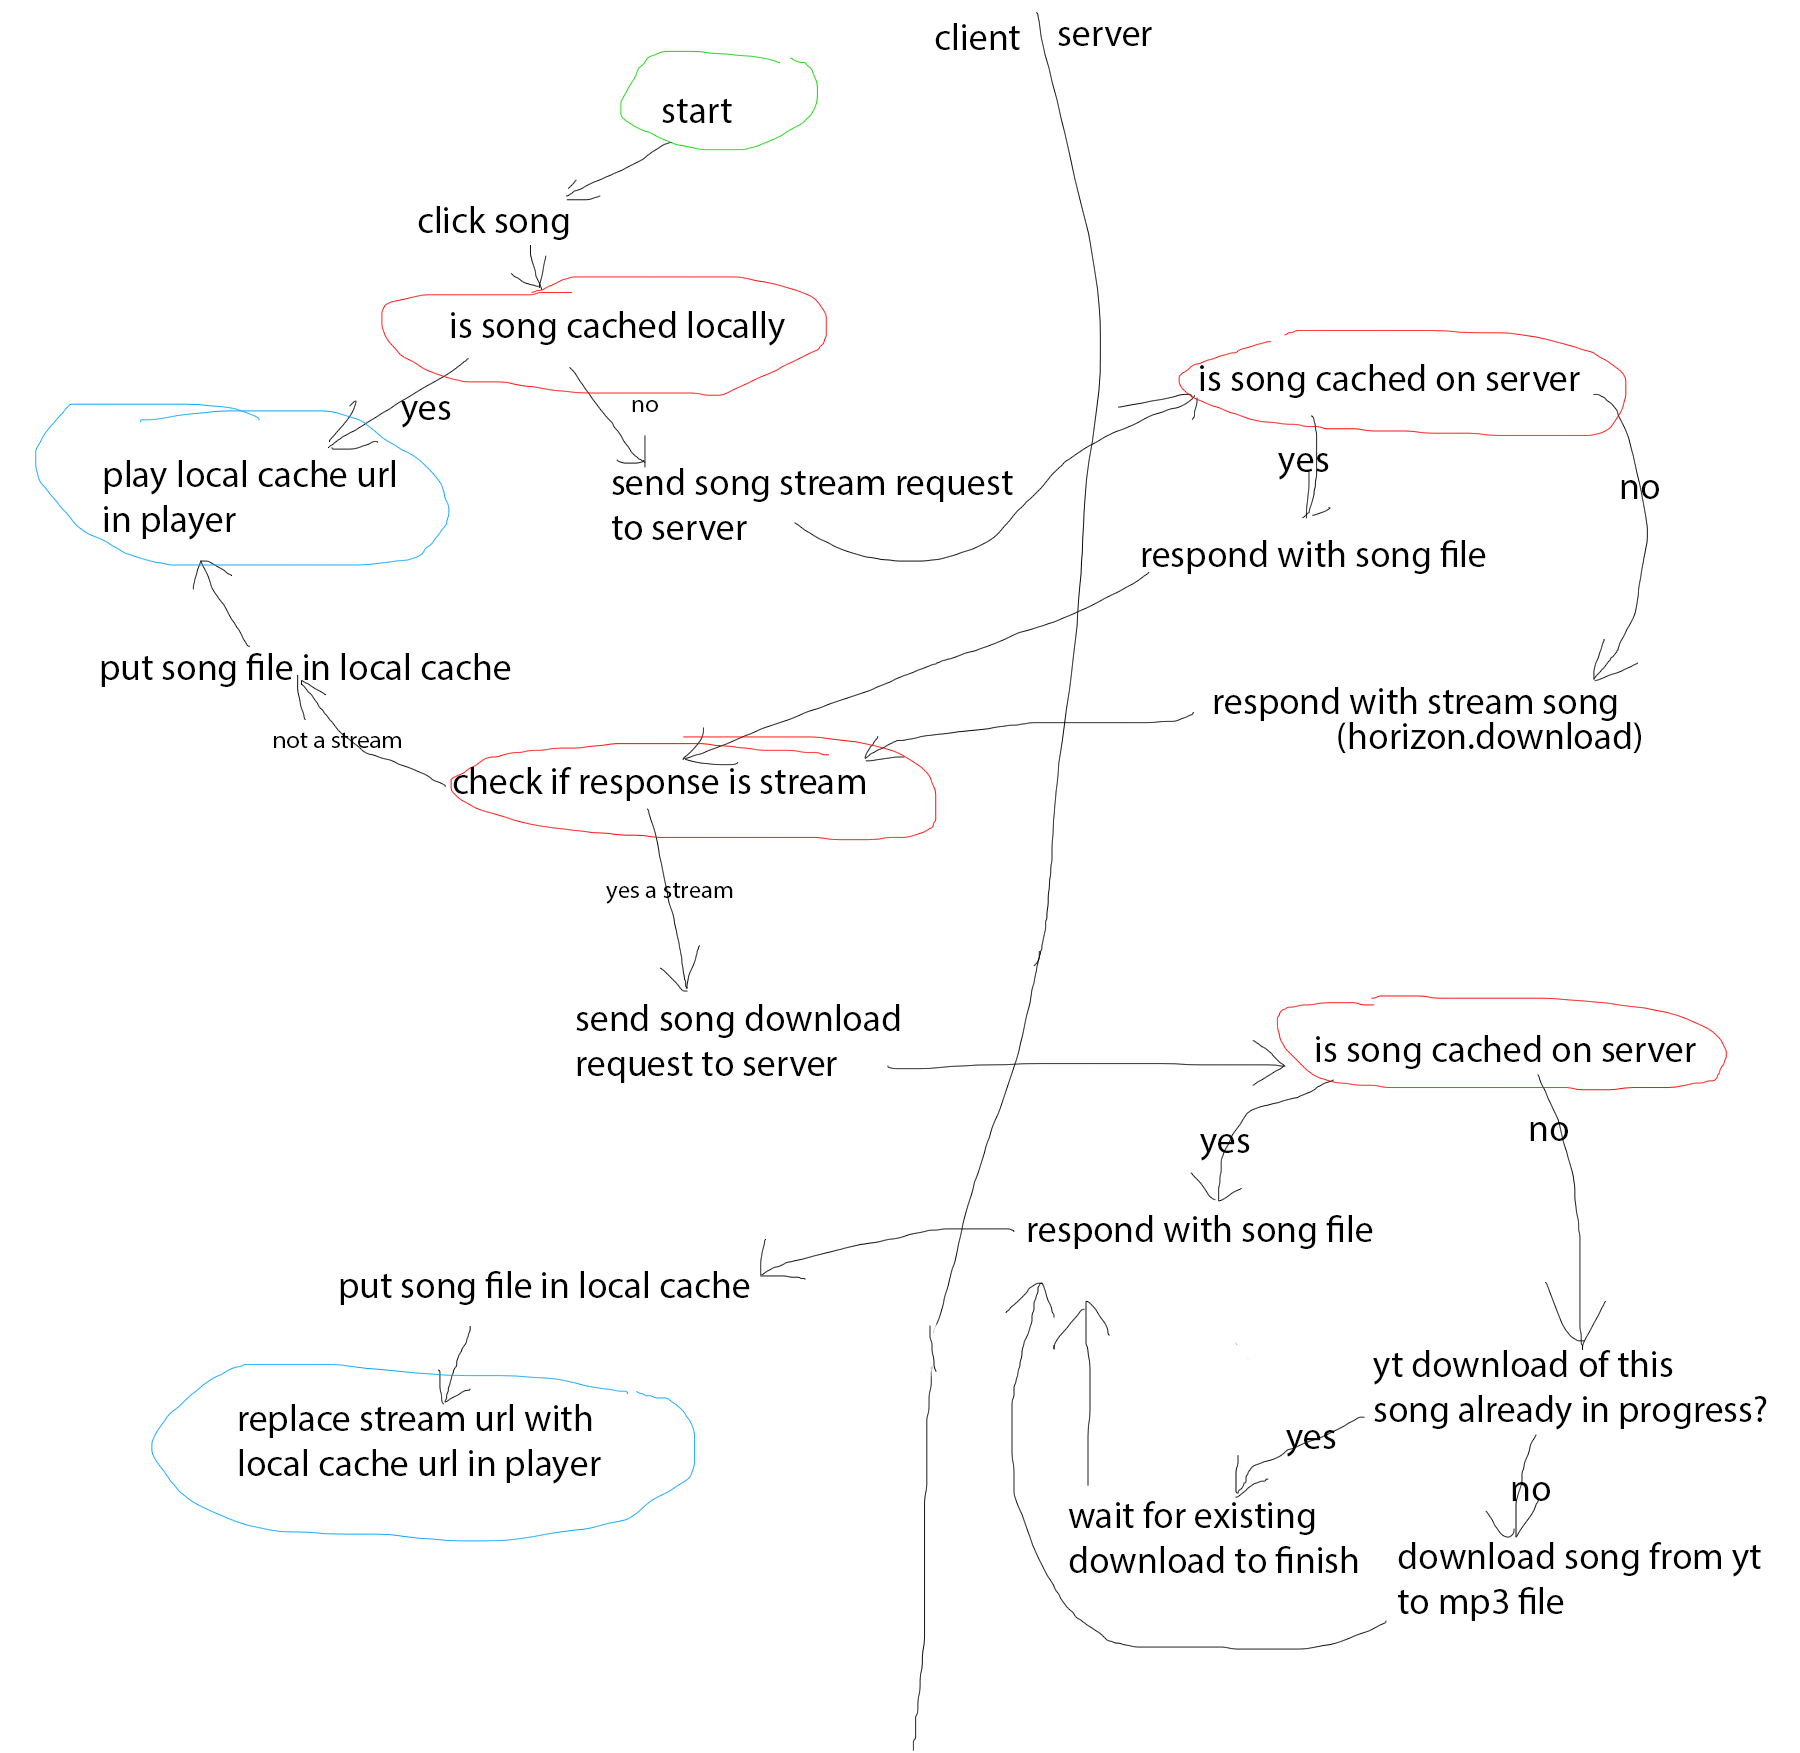 client
server
start
click song
is song cached locally
yes
no
is song cached on server
yes
no
play local cache url
in player
send song stream request
to server
respond with song file
put song file in local cache
not a stream
respond with stream song
(horizon.download)
check if response is stream
yes a stream
send song download
request to server
is song cached on server
yes
no
respond with song file
put song file in local cache
yt download of this
song already in progress?
yes
no
replace stream url with
local cache url in player
wait for existing
download to finish
download song from yt
to mp3 file